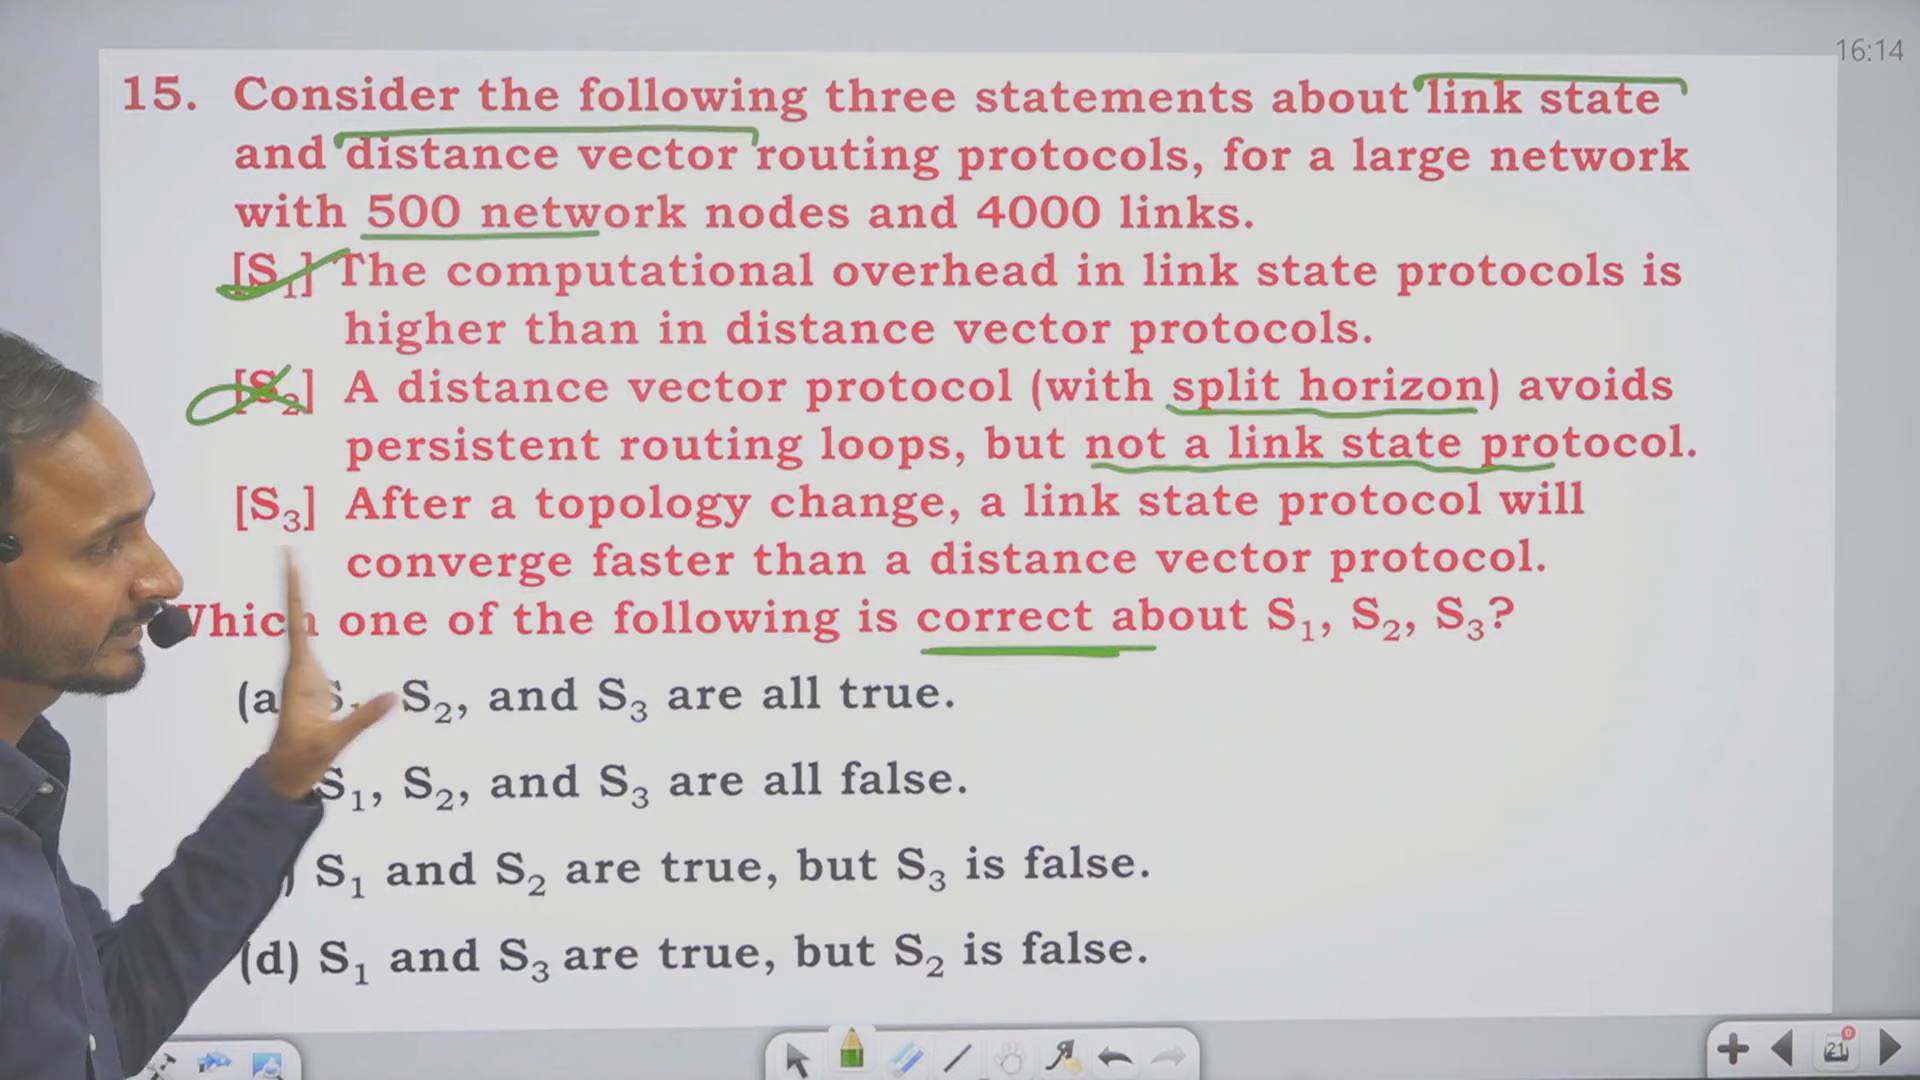 16:14
15. Consider the following three statements about link state
and distance vector routing protocols, for a large network
with 500 network nodes and 4000 links.
[S₁] The computational overhead in link state protocols is
higher than in distance vector protocols.
[S₂] A distance vector protocol (with split horizon) avoids
persistent routing loops, but not a link state protocol.
[S₃] After a topology change, a link state protocol will
converge faster than a distance vector protocol.
Which one of the following is correct about S₁, S₂, S₃?
(a S₂, and S₃ are all true.
S₁, S₂, and S₃ are all false.
) S₁ and S₂ are true, but S₃ is false.
(d) S₁ and S₃ are true, but S₂ is false.
21